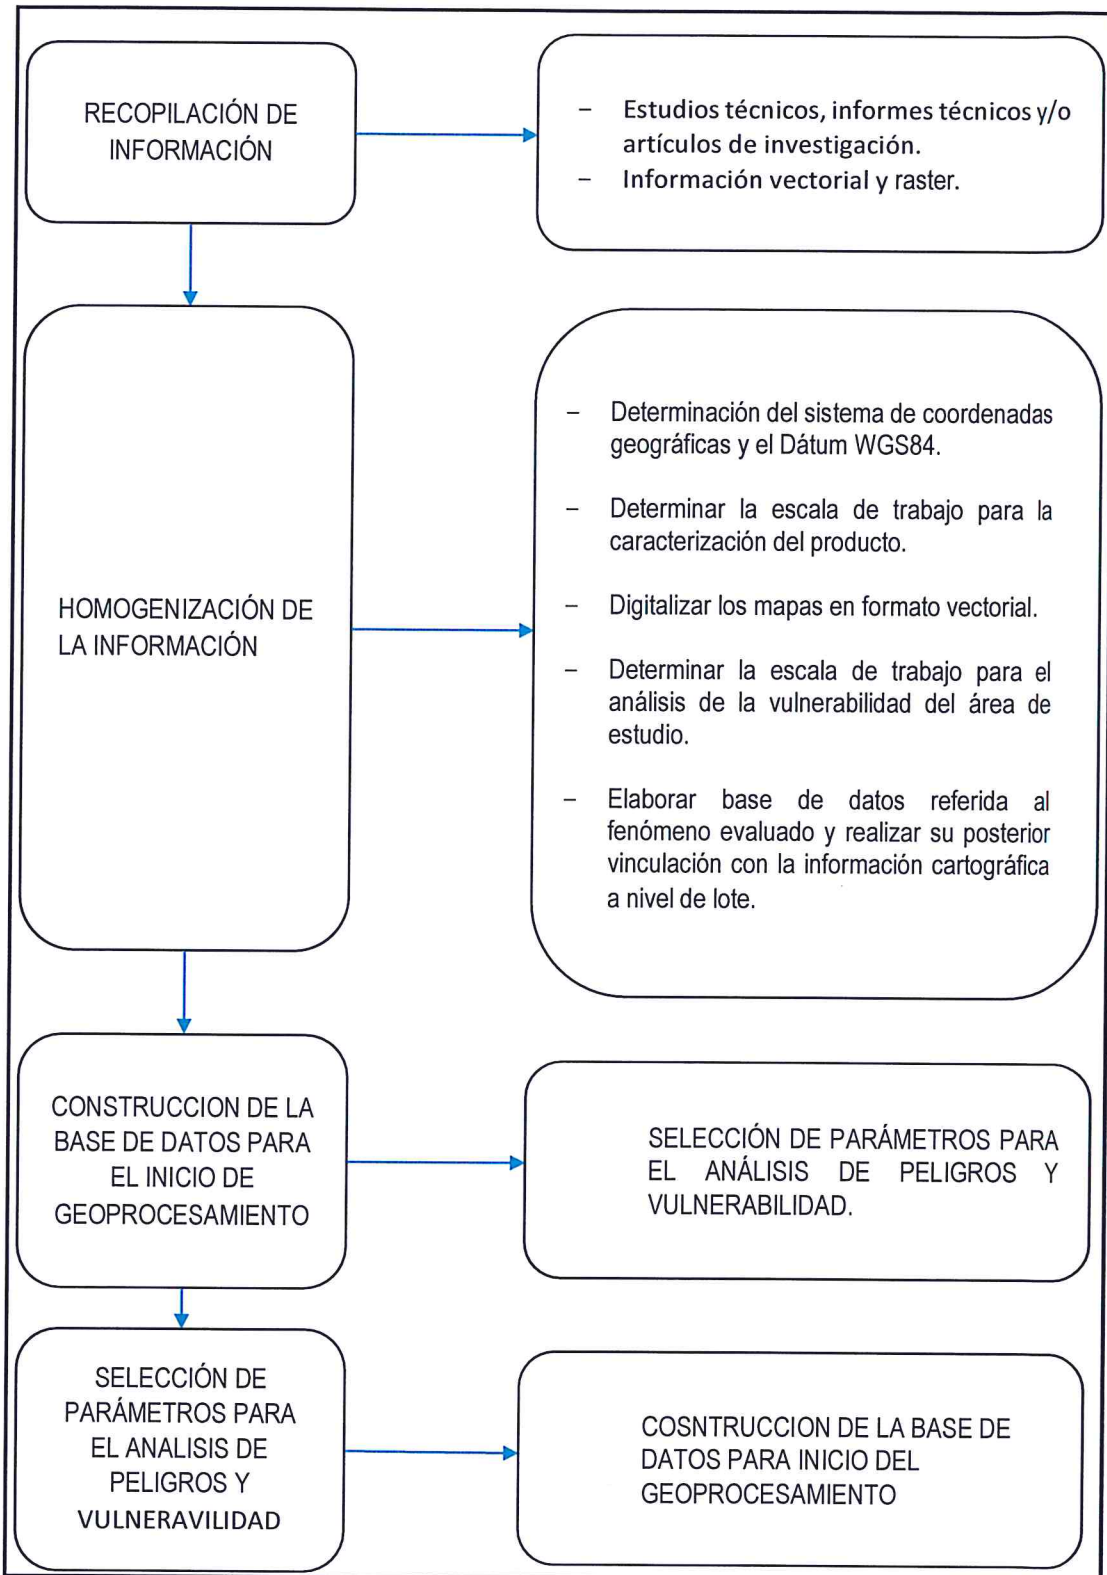 RECOPILACIÓN DE
INFORMACIÓN
– Estudios técnicos, informes técnicos y/o
artículos de investigación.
– Información vectorial y raster.
HOMOGENIZACIÓN DE
LA INFORMACIÓN
– Determinación del sistema de coordenadas
geográficas y el Dátum WGS84.
– Determinar la escala de trabajo para la
caracterización del producto.
– Digitalizar los mapas en formato vectorial.
– Determinar la escala de trabajo para el
análisis de la vulnerabilidad del área de
estudio.
– Elaborar base de datos referida al
fenómeno evaluado y realizar su posterior
vinculación con la información cartográfica
a nivel de lote.
CONSTRUCCION DE LA
BASE DE DATOS PARA
EL INICIO DE
GEOPROCESAMIENTO
SELECCIÓN DE PARÁMETROS PARA
EL ANÁLISIS DE PELIGROS Y
VULNERABILIDAD.
SELECCIÓN DE
PARÁMETROS PARA
EL ANALISIS DE
PELIGROS Y
VULNERAVILIDAD
COSNTRUCCION DE LA BASE DE
DATOS PARA INICIO DEL
GEOPROCESAMIENTO